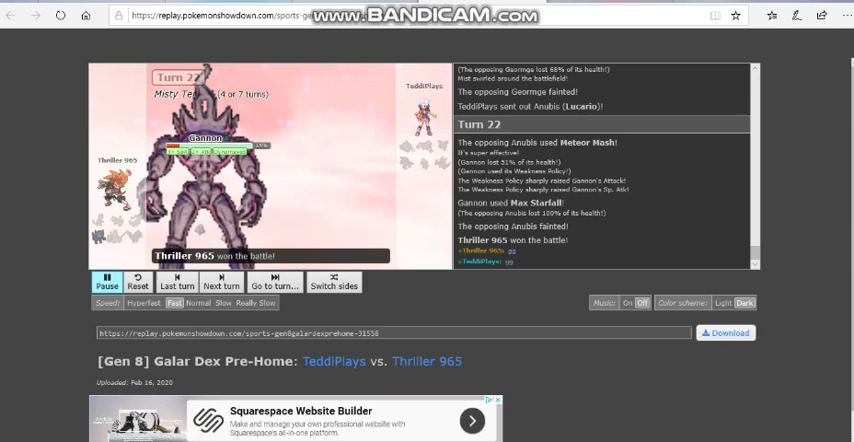 https://replay.pokemonshowdown.com/sports-gen
www.BANDICAM.com
Turn 22
(4 or 7 turns)
Gannon
Dynamaxed
TeddiPlays
Thriller 965
Thriller 965 won the battle!
(The opposing Georrnge lost 68% of its health!)
Mist swirled around the battlefield!
The opposing Georrnge fainted!
TeddiPlays sent out Anubis (Lucario)!
Turn 22
The opposing Anubis used Meteor Mash!
It's super effective!
(Gannon lost 51% of its health!)
(Gannon used its Weakness Policy!)
The Weakness Policy sharply raised Gannon's Attack!
The Weakness Policy sharply raised Gannon's Sp. Atk!
Gannon used Max Starfall!
(The opposing Anubis lost 100% of its health!)
The opposing Anubis fainted!
Thriller 965 won the battle!
☆Thriller 965: gg
☆TeddiPlays: gg
Pause
Reset
Last turn
Next turn
Go to turn...
Switch sides
Speed: Hyperfast Fast Normal Slow Really Slow
Music: On Off
Color scheme: Light Dark
https://replay.pokemonshowdown.com/sports-gen8galardexprehome-31558
Download
[Gen 8] Galar Dex Pre-Home: TeddiPlays vs. Thriller 965
Uploaded: Feb 16, 2020
Squarespace Website Builder
Make and manage your own professional website with
Squarespace's all-in-one platform.